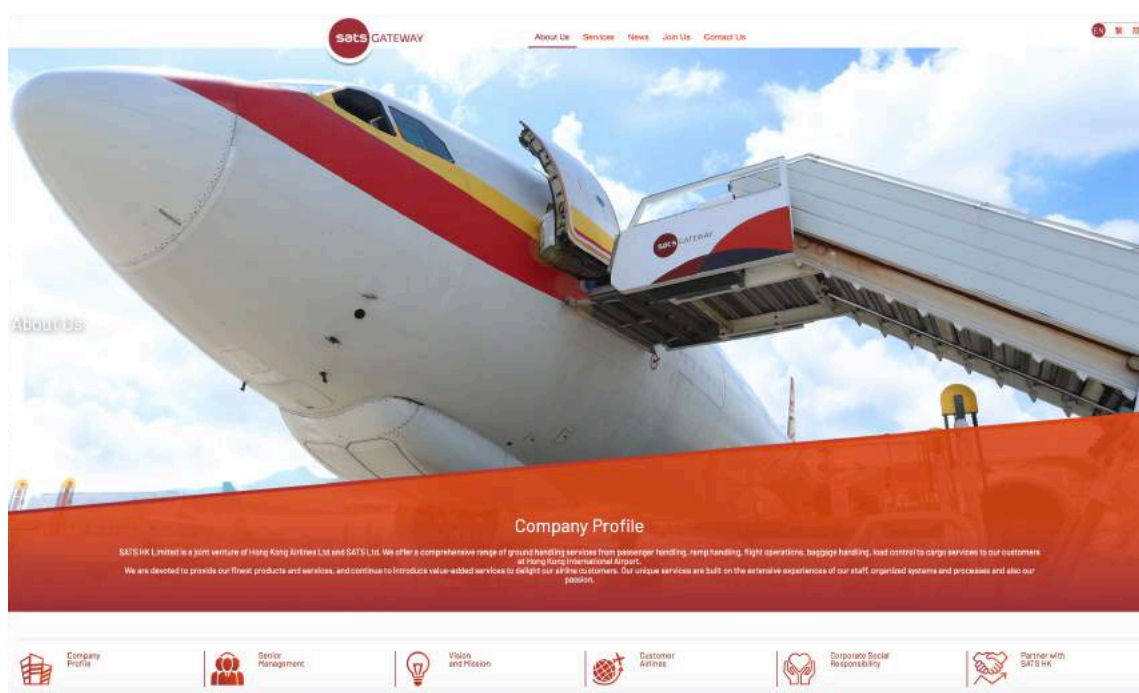 sats GATEWAY
About Us Services News Join Us Contact Us
EN 繁 簡
sats GATEWAY
About Us
Company Profile
SATS HK Limited is a joint venture of Hong Kong Airlines Ltd and SATS Ltd. We offer a comprehensive range of ground handling services from passenger handling, ramp handling, flight operations, baggage handling, load control to cargo services to our customers
at Hong Kong International Airport.
We are devoted to provide our finest products and services, and continue to introduce value-added services to delight our airline customers. Our unique services are built on the extensive experiences of our staff, organized systems and processes and also our
passion.
Company
Profile
Senior
Management
Vision
and Mission
Customer
Airlines
Corporate Social
Responsibility
Partner with
SATS HK